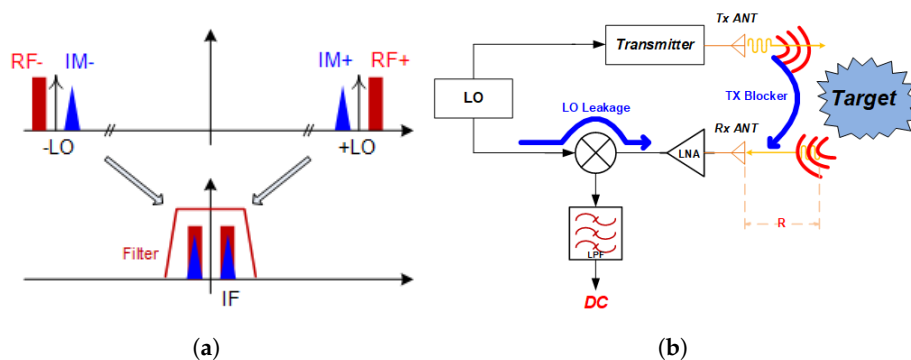 RF- IM-
IM+ RF+
-LO
+LO
Filter
IF
(a)
Tx ANT
Transmitter
LO
LO Leakage
TX Blocker
Target
Rx ANT
LNA
R
LPF
DC
(b)